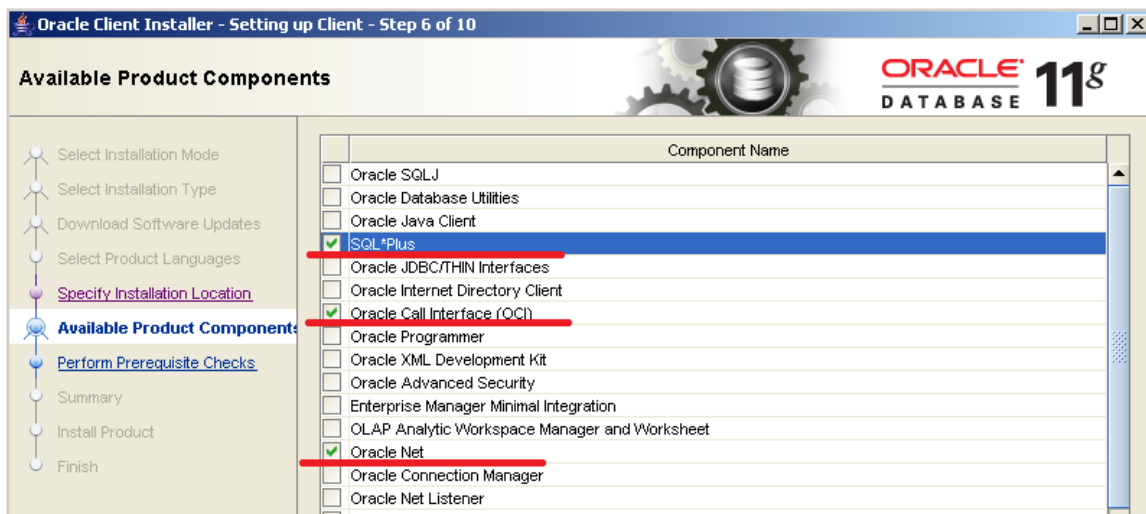 Oracle Client Installer - Setting up Client - Step 6 of 10
Available Product Components
ORACLE
DATABASE
11g
Select Installation Mode
Select Installation Type
Download Software Updates
Select Product Languages
Specify Installation Location
Available Product Components
Perform Prerequisite Checks
Summary
Install Product
Finish
Component Name
Oracle SQLJ
Oracle Database Utilities
Oracle Java Client
SQL*Plus
Oracle JDBC/THIN Interfaces
Oracle Internet Directory Client
Oracle Call Interface (OCI)
Oracle Programmer
Oracle XML Development Kit
Oracle Advanced Security
Enterprise Manager Minimal Integration
OLAP Analytic Workspace Manager and Worksheet
Oracle Net
Oracle Connection Manager
Oracle Net Listener